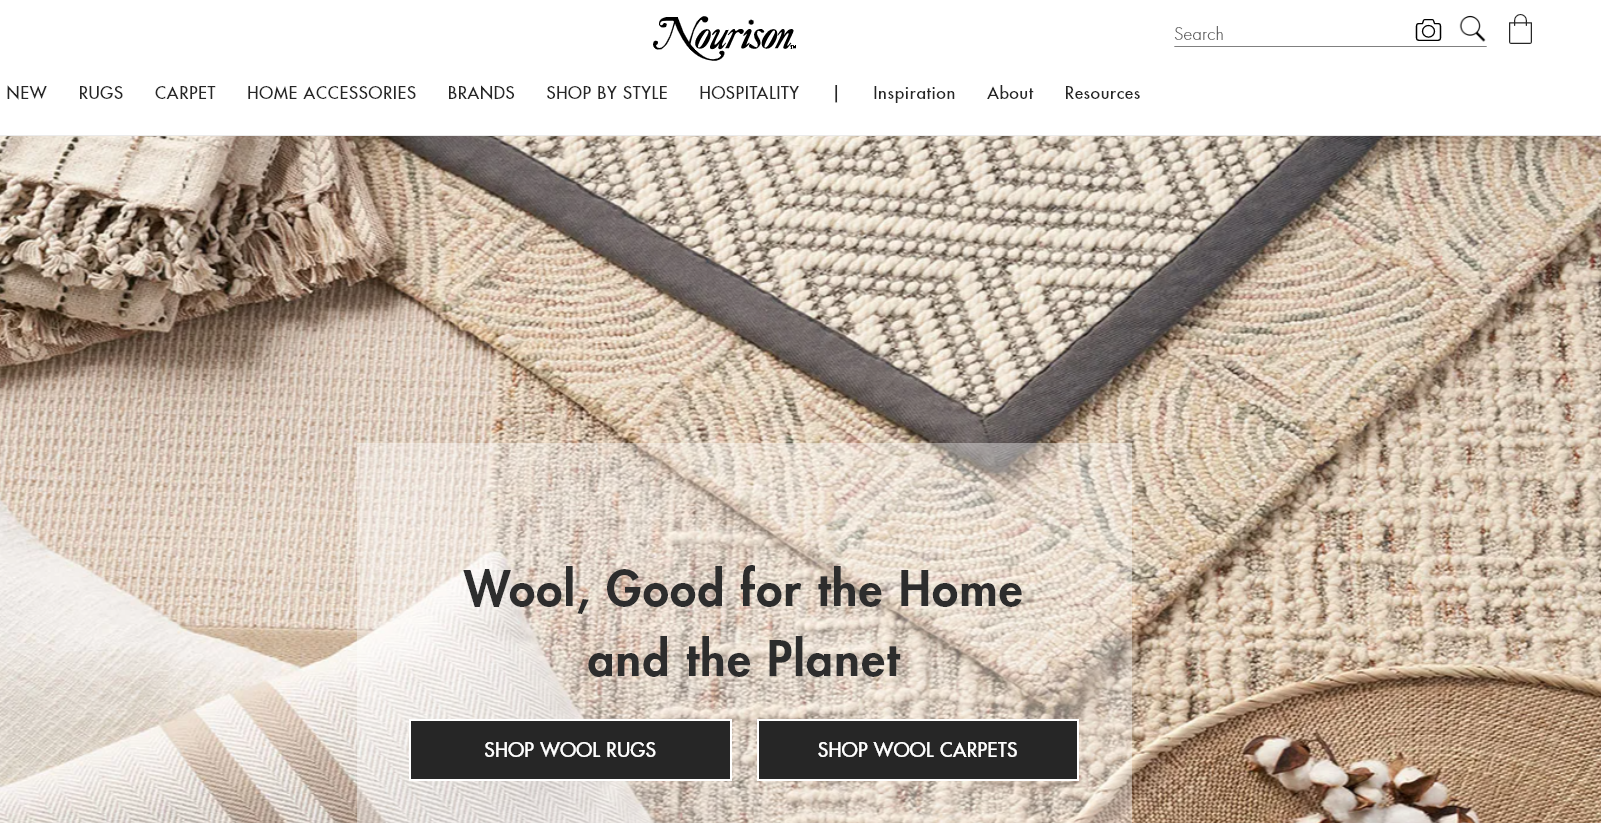 Nourison™
Search
NEW RUGS CARPET HOME ACCESSORIES BRANDS SHOP BY STYLE HOSPITALITY | Inspiration About Resources
Wool, Good for the Home
and the Planet
SHOP WOOL RUGS SHOP WOOL CARPETS